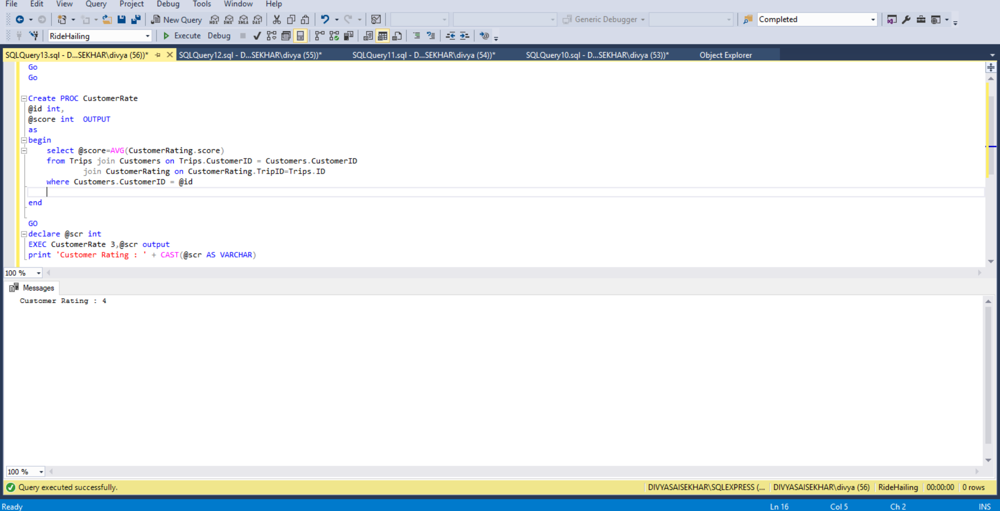 File Edit View Query Project Debug Tools Window Help
New Query MDX DMX XMLA DAX Generic Debugger Completed
RideHailing Execute Debug
SQLQuery13.sql - D...SEKHAR\divya (56))* SQLQuery12.sql - D...SEKHAR\divya (55))* SQLQuery11.sql - D...SEKHAR\divya (54))* SQLQuery10.sql - D...SEKHAR\divya (53))* Object Explorer
Go
Go
Create PROC CustomerRate
@id int,
@score int  OUTPUT
as
begin
select @score=AVG(CustomerRating.score)
from Trips join Customers on Trips.CustomerID = Customers.CustomerID
join CustomerRating on CustomerRating.TripID=Trips.ID
where Customers.CustomerID = @id
end
GO
declare @scr int
EXEC CustomerRate 3,@scr output
print 'Customer Rating : ' + CAST(@scr AS VARCHAR)
100 %
Messages
Customer Rating : 4
100 %
Query executed successfully. DIVYASAISEKHAR\SQLEXPRESS (... DIVYASAISEKHAR\divya (56) RideHailing 00:00:00 0 rows
Ready Ln 16 Col 5 Ch 2 INS